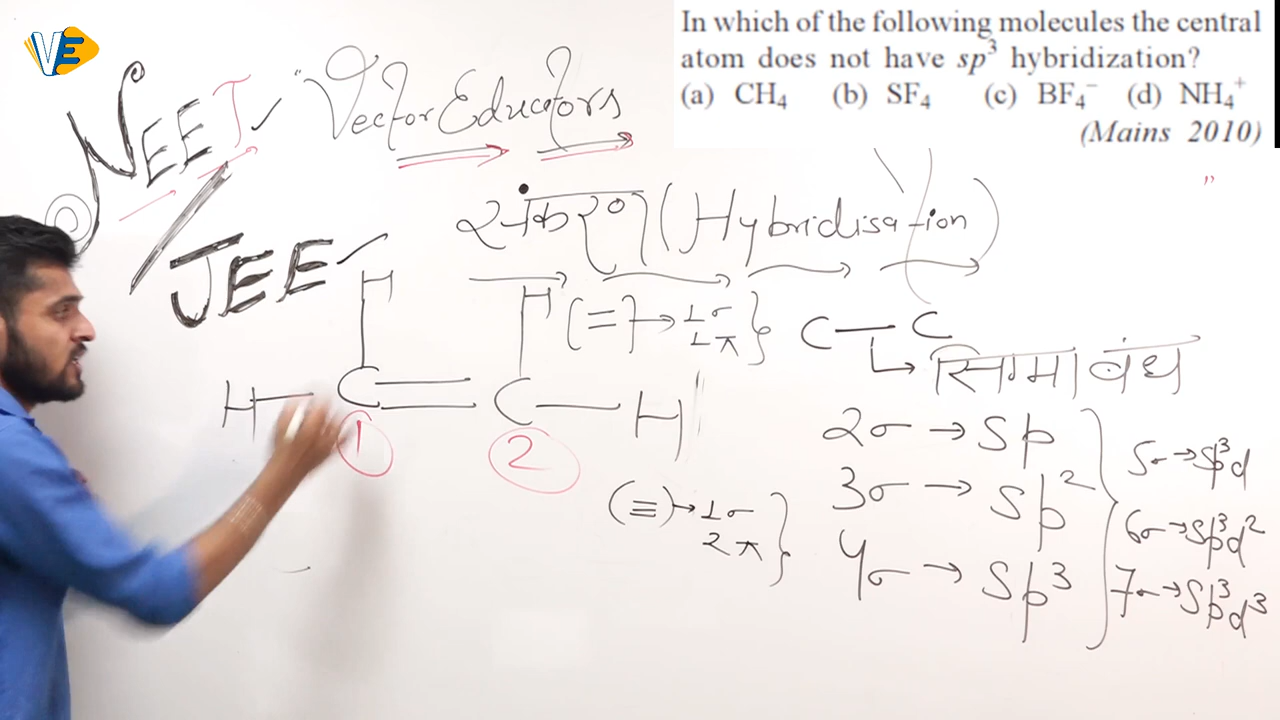 VE
In which of the following molecules the central
atom does not have sp³ hybridization?
(a) CH₄ (b) SF₄ (c) BF₄⁻ (d) NH₄⁺
(Mains 2010)
NEET
"Vector Educators
"
JEE
संकरण (Hybridisation)
H H
(=) → 1σ
1π
C — C
सिग्मा बंध
H — C = C — H
1 2
(≡) → 1σ
2π
2σ → sp
3σ → sp²
4σ → sp³
5σ → sp³d
6σ → sp³d²
7σ → sp³d³